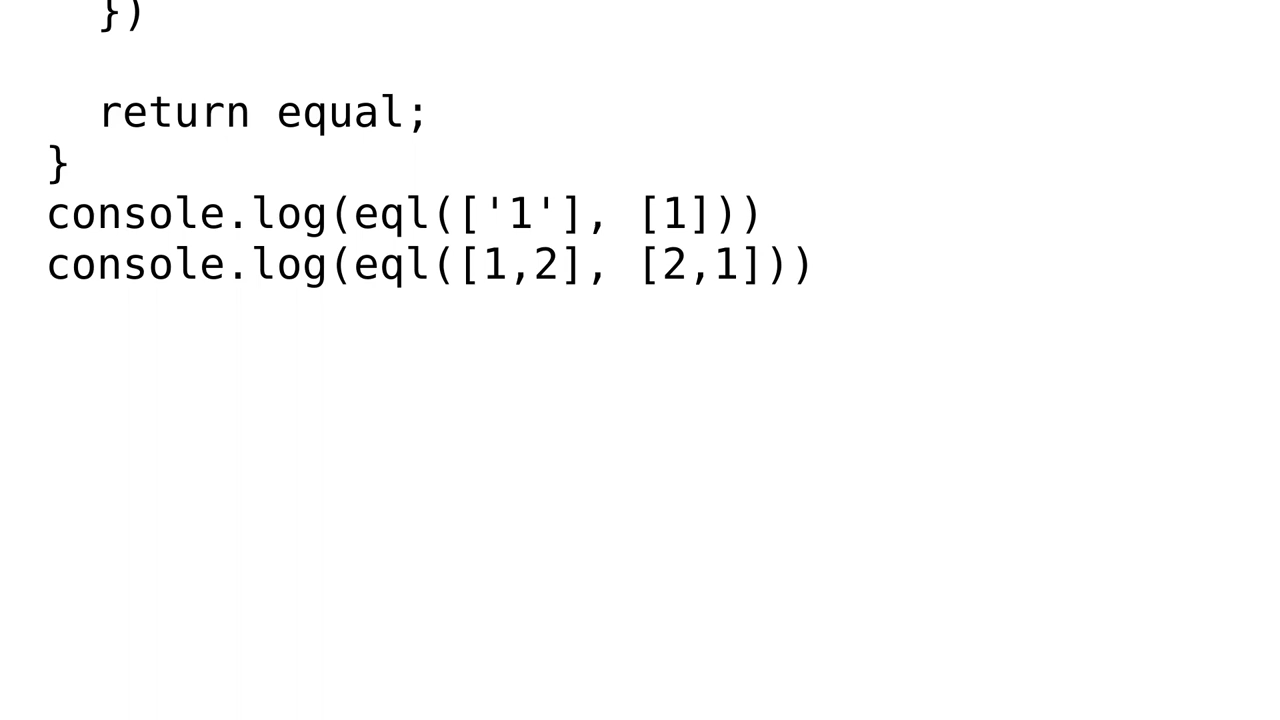 })
return equal;
}
console.log(eql(['1'], [1]))
console.log(eql([1,2], [2,1]))